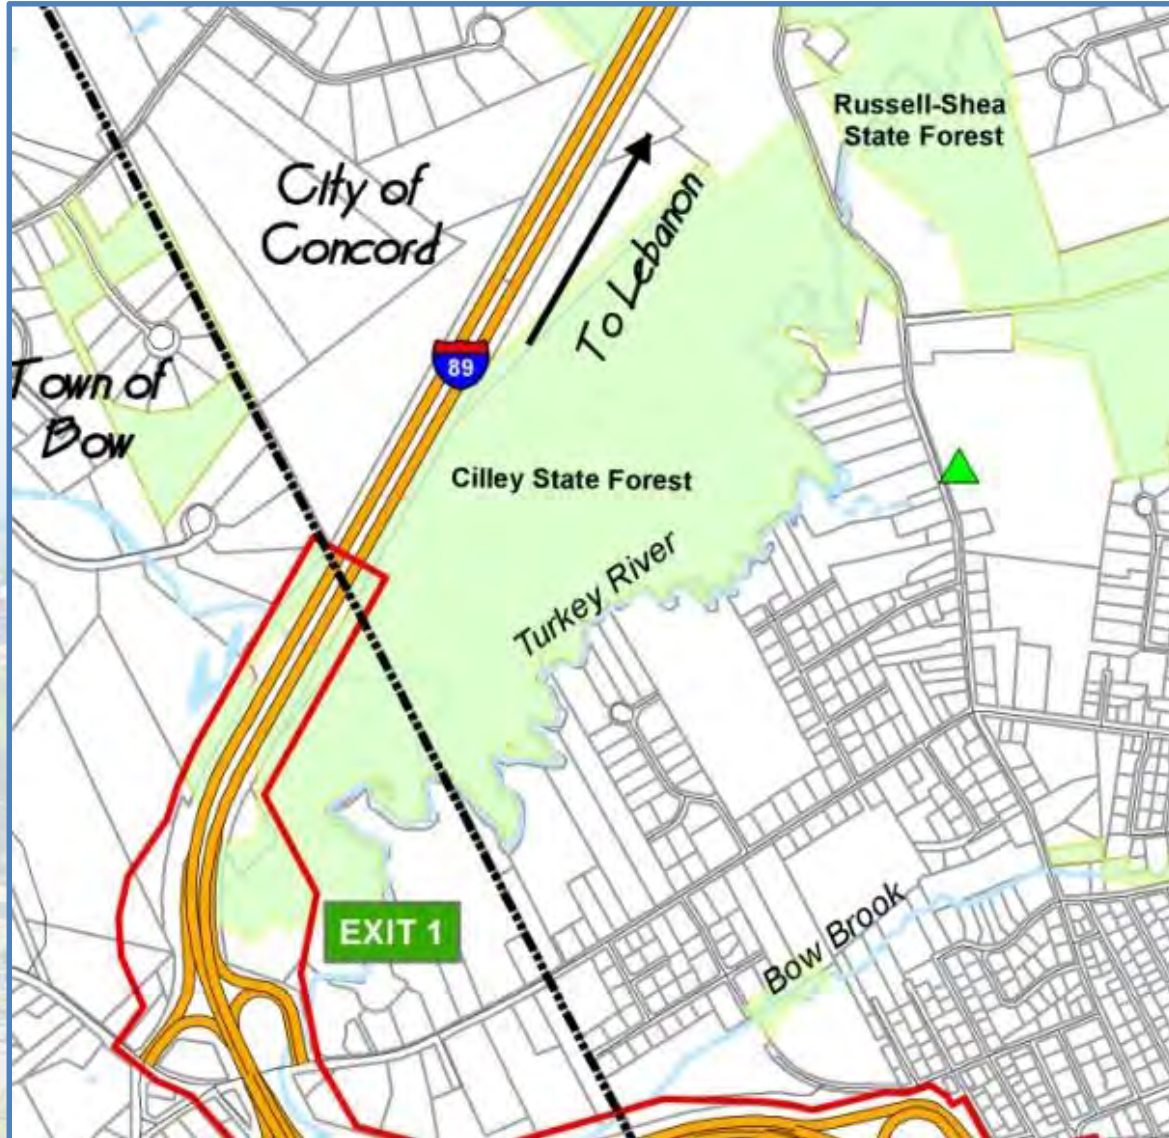 Russell-Shea
State Forest
City of
Concord
To Lebanon
89
Town of
Bow
Cilley State Forest
Turkey River
EXIT 1
Bow Brook